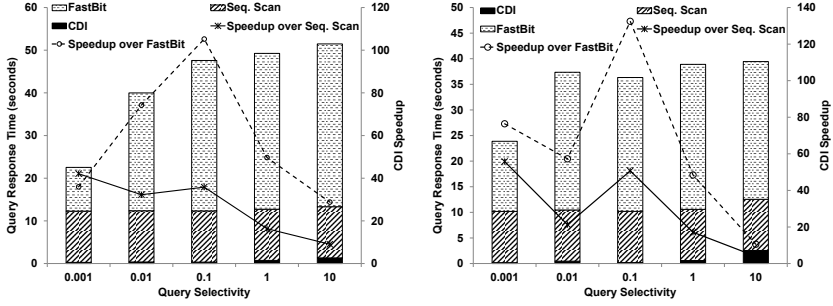 FastBit
Seq. Scan
CDI
Speedup over Seq. Scan
Speedup over FastBit
60
50
40
30
20
10
0
Query Response Time (seconds)
120
100
80
60
40
20
0
CDI Speedup
0.001 0.01 0.1 1 10
Query Selectivity
CDI
Seq. Scan
FastBit
Speedup over Seq. Scan
Speedup over FastBit
50
45
40
35
30
25
20
15
10
5
0
Query Response Time (seconds)
140
120
100
80
60
40
20
0
CDI Speedup
0.001 0.01 0.1 1 10
Query Selectivity